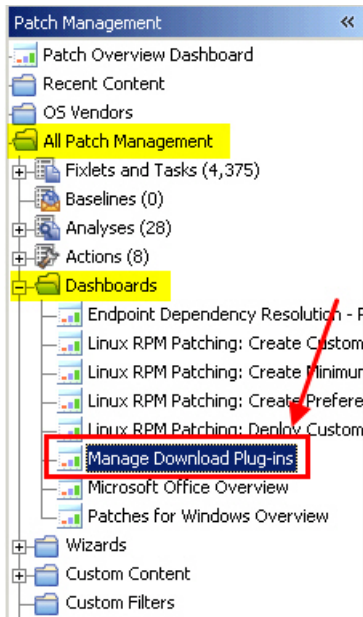 Patch Management «
Patch Overview Dashboard
Recent Content
OS Vendors
All Patch Management
Fixlets and Tasks (4,375)
Baselines (0)
Analyses (28)
Actions (8)
Dashboards
Endpoint Dependency Resolution -
Linux RPM Patching: Create Custom
Linux RPM Patching: Create Minimum
Linux RPM Patching: Create Prefere
Linux RPM Patching: Deploy Custom
Manage Download Plug-ins
Microsoft Office Overview
Patches for Windows Overview
Wizards
Custom Content
Custom Filters